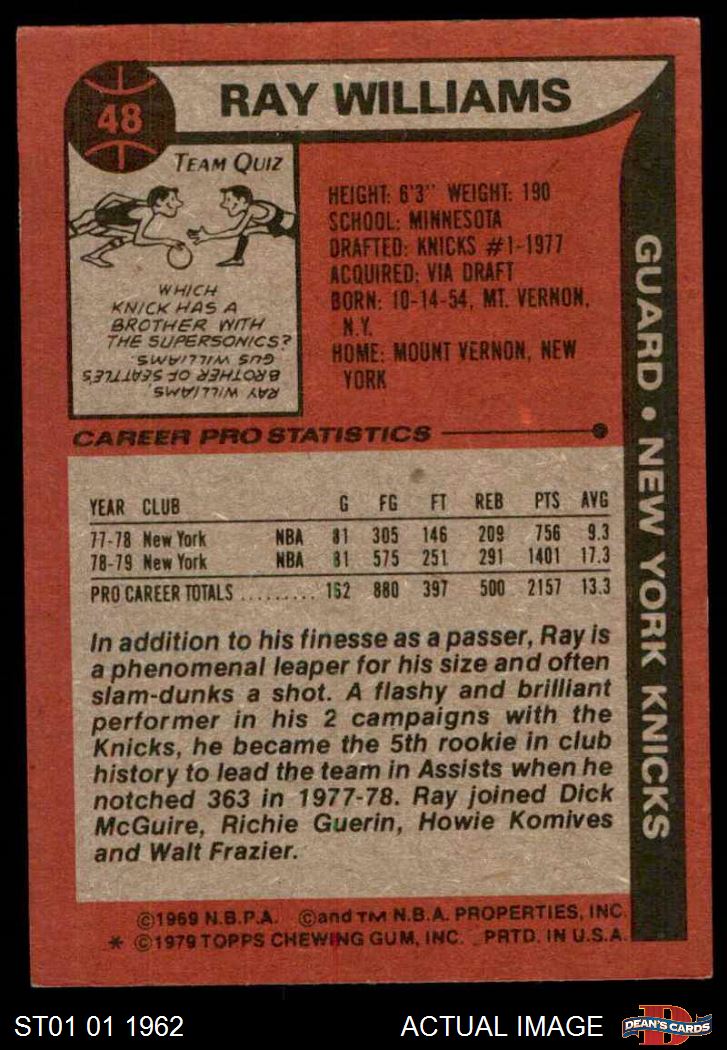 48
RAY WILLIAMS
TEAM QUIZ
WHICH
KNICK HAS A
BROTHER WITH
THE SUPERSONICS?
RAY WILLIAMS,
BROTHER OF SEATTLE'S
GUS WILLIAMS.
HEIGHT: 6'3" WEIGHT: 190
SCHOOL: MINNESOTA
DRAFTED: KNICKS #1-1977
ACQUIRED: VIA DRAFT
BORN: 10-14-54, MT. VERNON,
N.Y.
HOME: MOUNT VERNON, NEW
YORK
GUARD • NEW YORK KNICKS
CAREER PRO STATISTICS
YEAR CLUB G FG FT REB PTS AVG
77-78 New York NBA 81 305 146 209 756 9.3
78-79 New York NBA 81 575 251 291 1401 17.3
PRO CAREER TOTALS ......... 162 880 397 500 2157 13.3
In addition to his finesse as a passer, Ray is
a phenomenal leaper for his size and often
slam-dunks a shot. A flashy and brilliant
performer in his 2 campaigns with the
Knicks, he became the 5th rookie in club
history to lead the team in Assists when he
notched 363 in 1977-78. Ray joined Dick
McGuire, Richie Guerin, Howie Komives
and Walt Frazier.
©1969 N.B.P.A. ©and TM N.B.A. PROPERTIES, INC.
* ©1979 TOPPS CHEWING GUM, INC. PRTD. IN U.S.A.
ST01 01 1962
ACTUAL IMAGE
D
DEAN'S CARDS